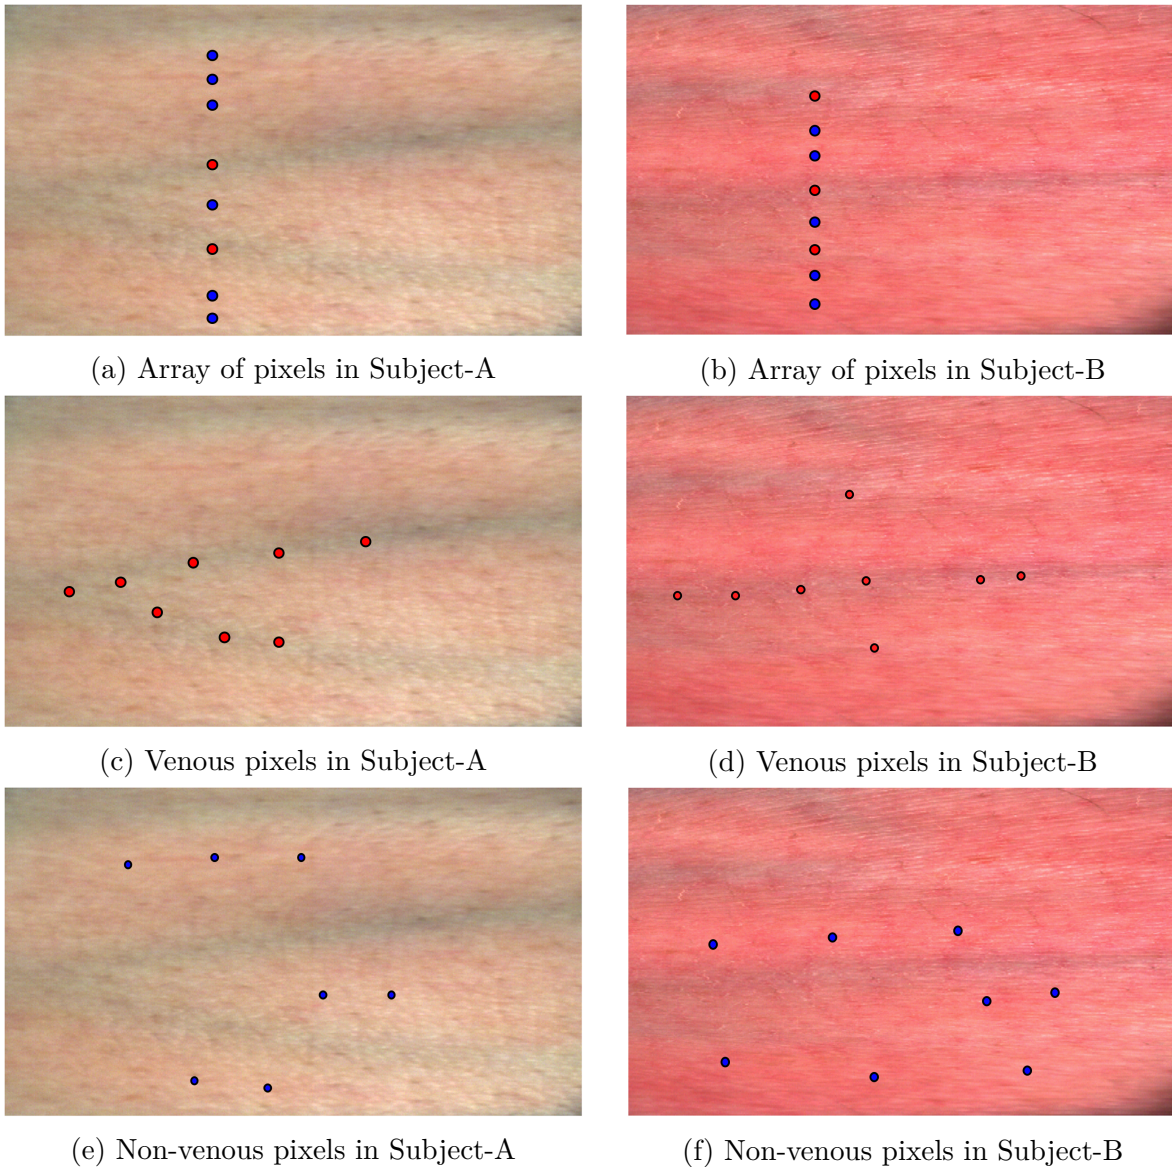 (a) Array of pixels in Subject-A
(b) Array of pixels in Subject-B
(c) Venous pixels in Subject-A
(d) Venous pixels in Subject-B
(e) Non-venous pixels in Subject-A
(f) Non-venous pixels in Subject-B